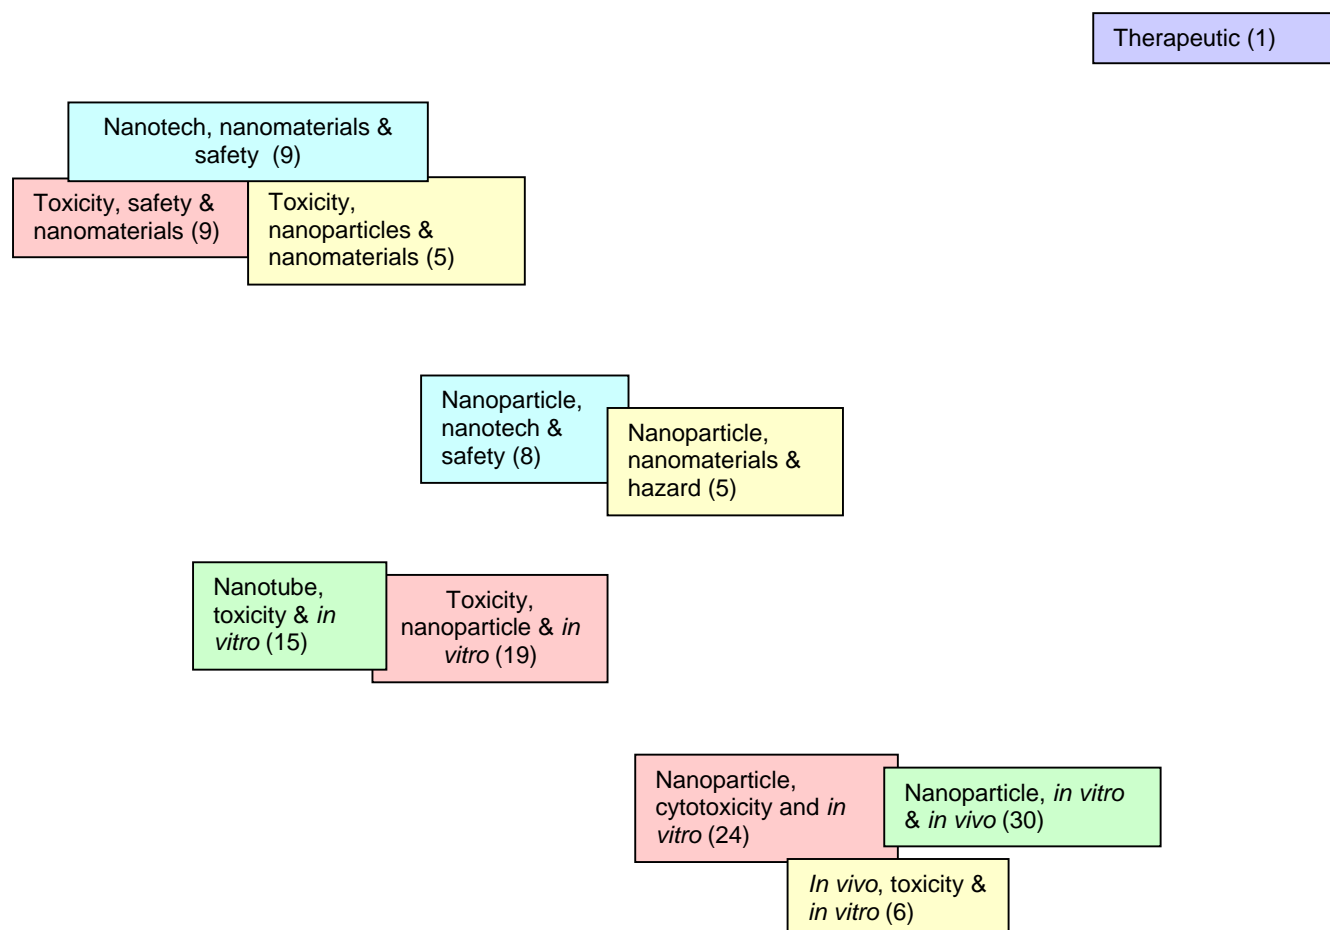 Therapeutic (1)
Nanotech, nanomaterials &
safety (9)
Toxicity, safety &
nanomaterials (9)
Toxicity,
nanoparticles &
nanomaterials (5)
Nanoparticle,
nanotech &
safety (8)
Nanoparticle,
nanomaterials &
hazard (5)
Nanotube,
toxicity & in
vitro (15)
Toxicity,
nanoparticle & in
vitro (19)
Nanoparticle,
cytotoxicity and in
vitro (24)
Nanoparticle, in vitro
& in vivo (30)
In vivo, toxicity &
in vitro (6)